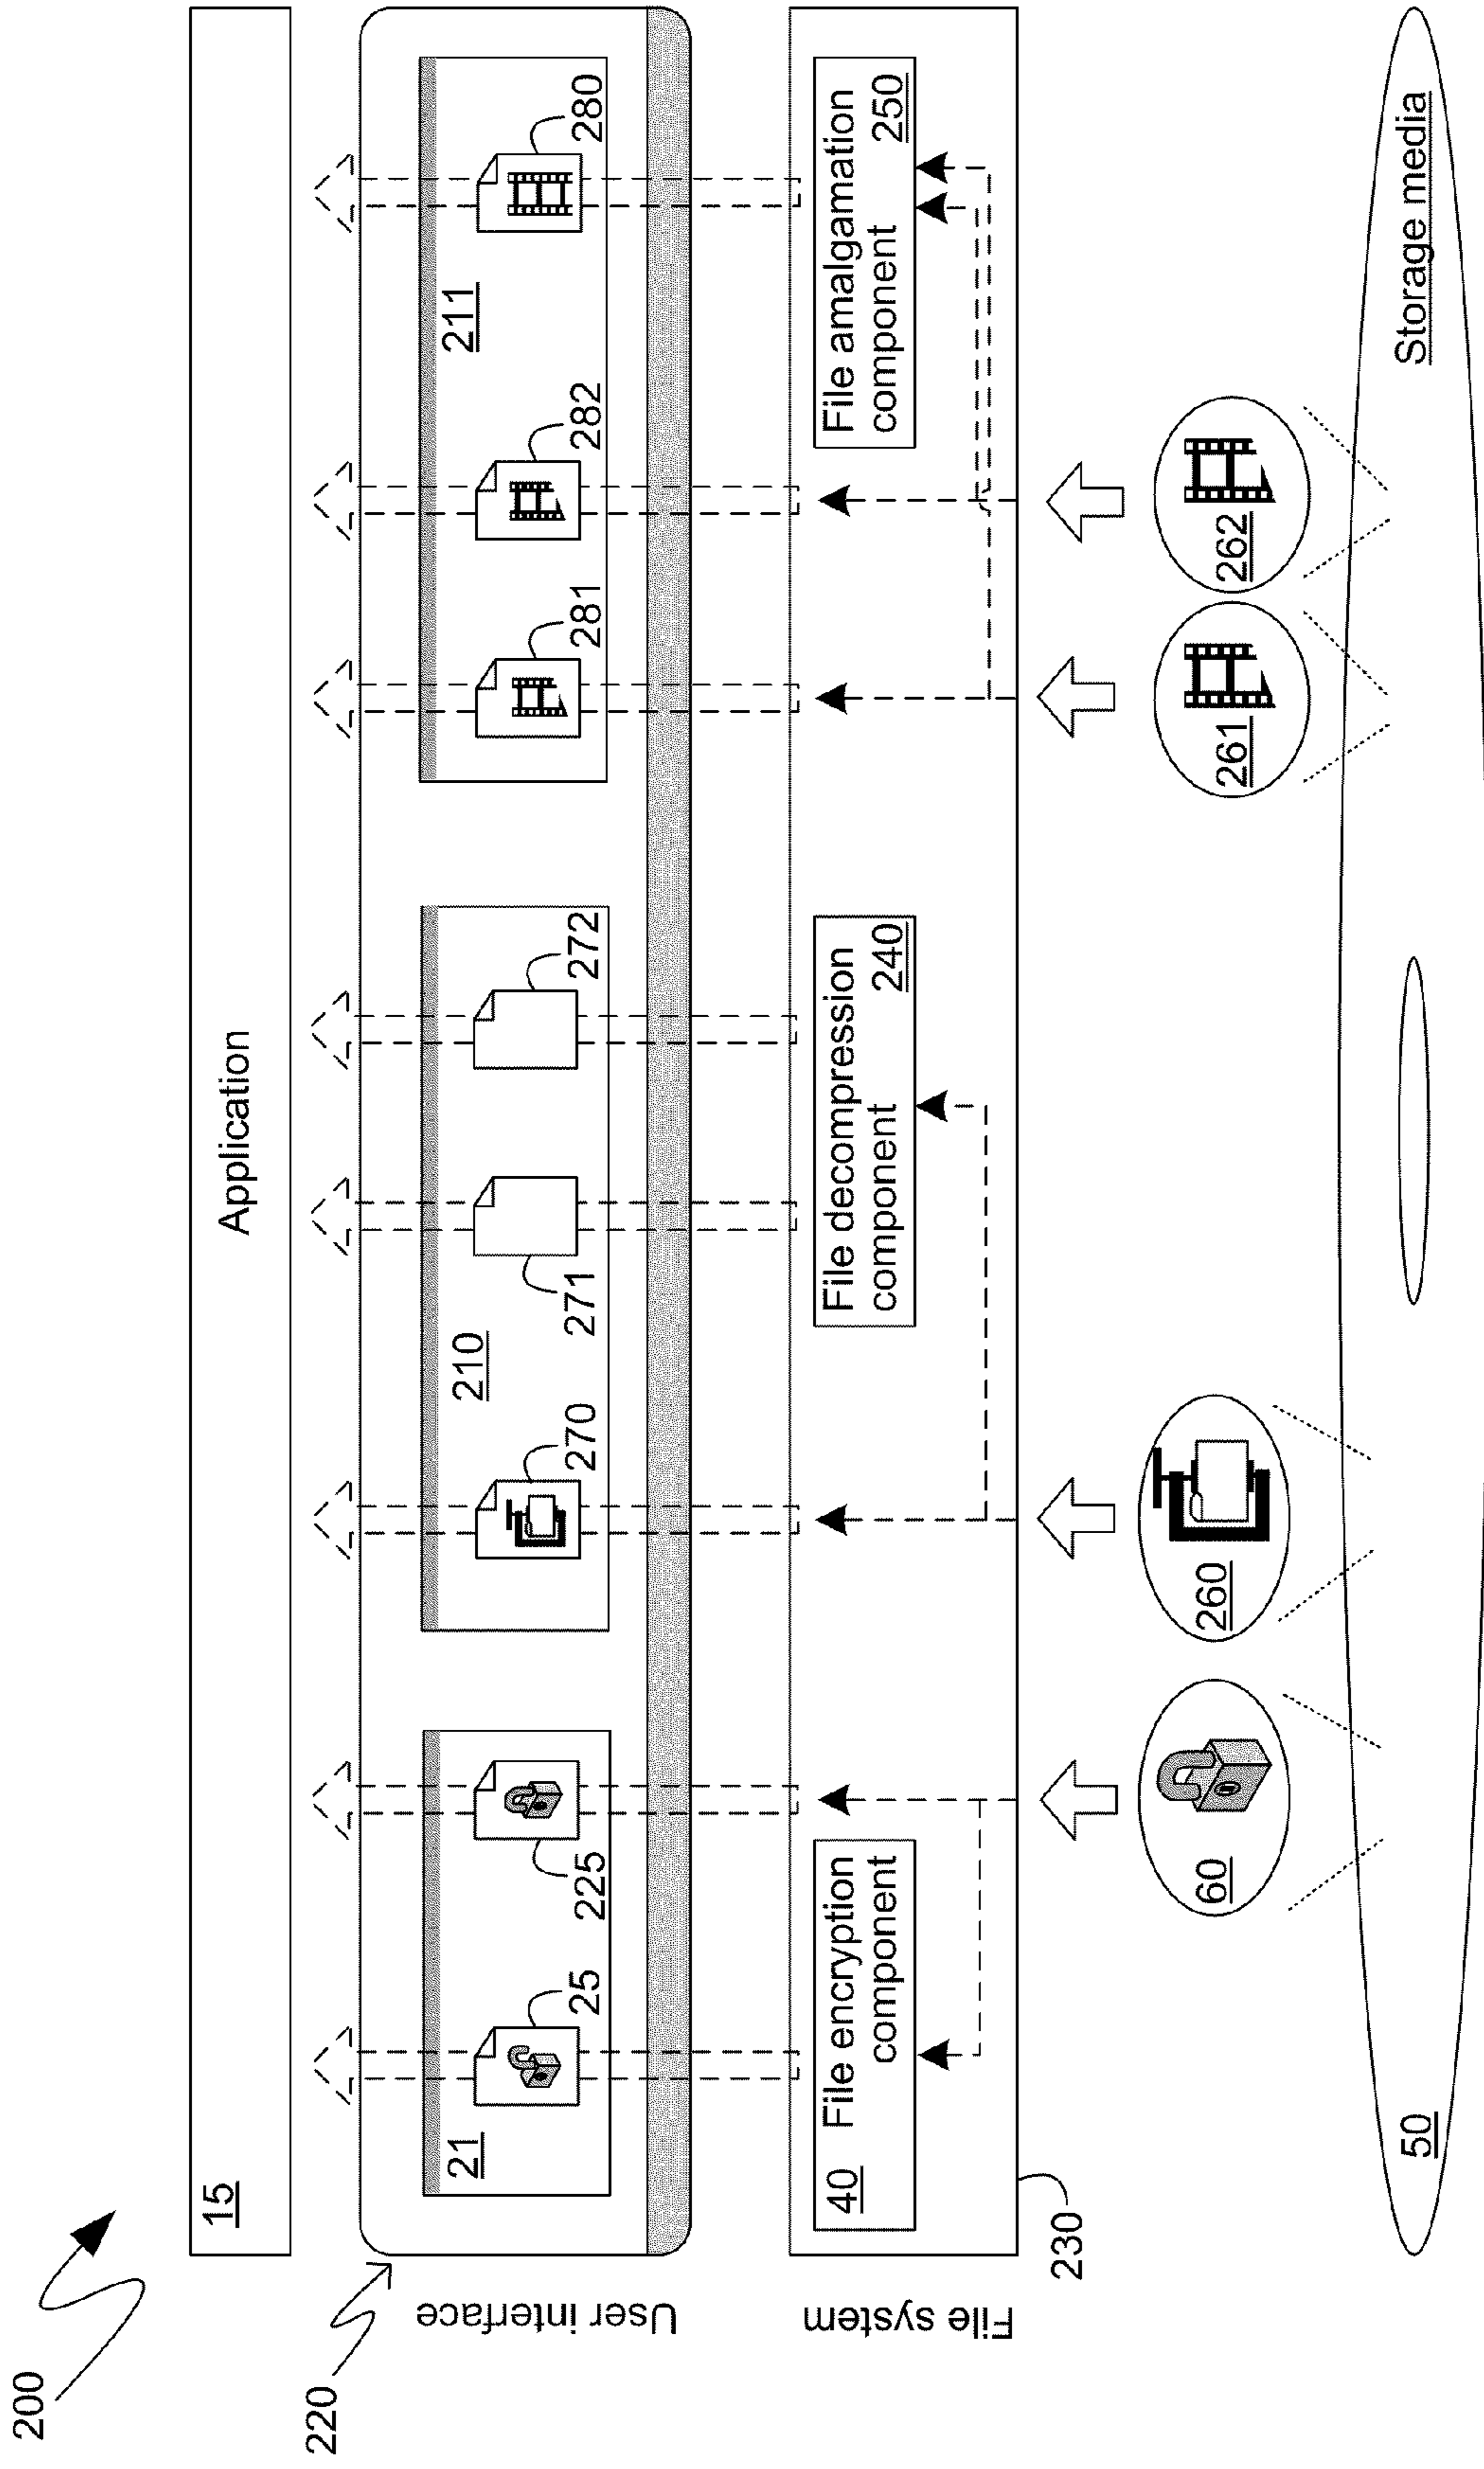 200
15
Application
220
User interface
21
25
225
210
270
271
272
211
281
282
280
File system
230
40
File encryption
component
File decompression
component
240
File amalgamation
component
250
60
260
261
262
50
Storage media